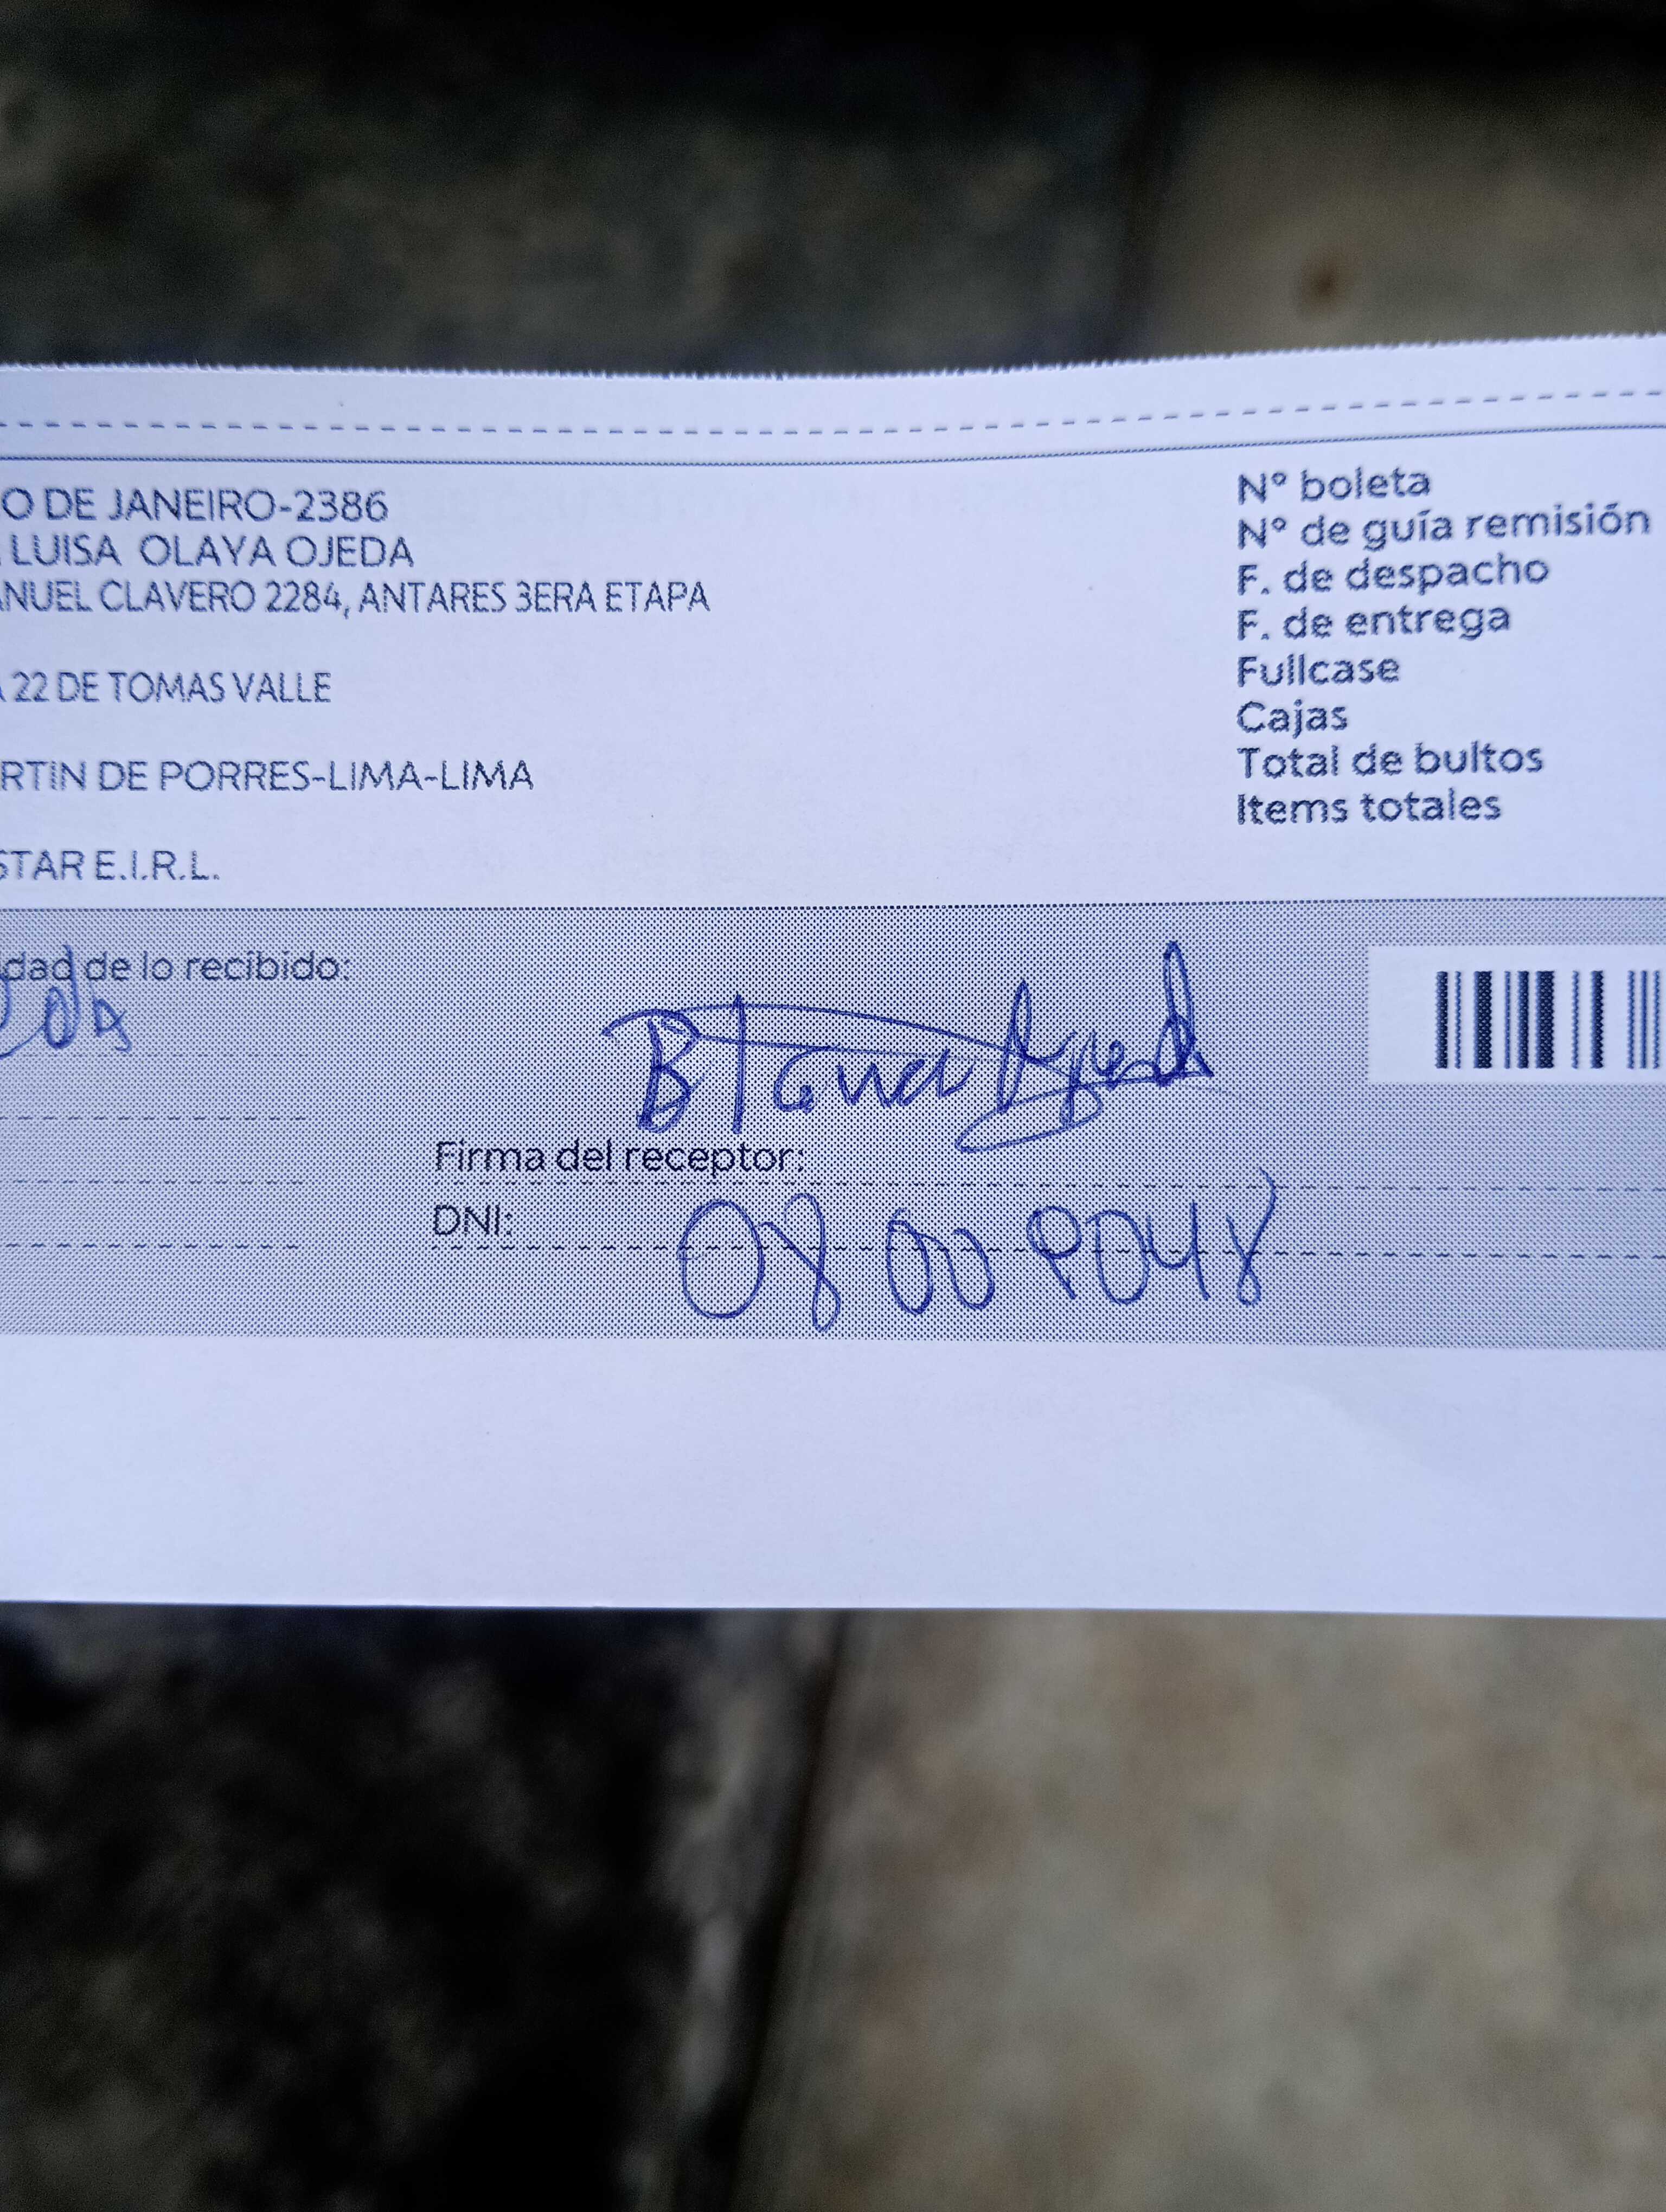 O DE JANEIRO-2386
LUISA OLAYA OJEDA
ANUEL CLAVERO 2284, ANTARES 3ERA ETAPA
A 22 DE TOMAS VALLE
RTIN DE PORRES-LIMA-LIMA
STAR E.I.R.L.
Nº boleta
Nº de guía remisión
F. de despacho
F. de entrega
Fullcase
Cajas
Total de bultos
Items totales
dad de lo recibido:
Firma del receptor:
DNI: 08009048